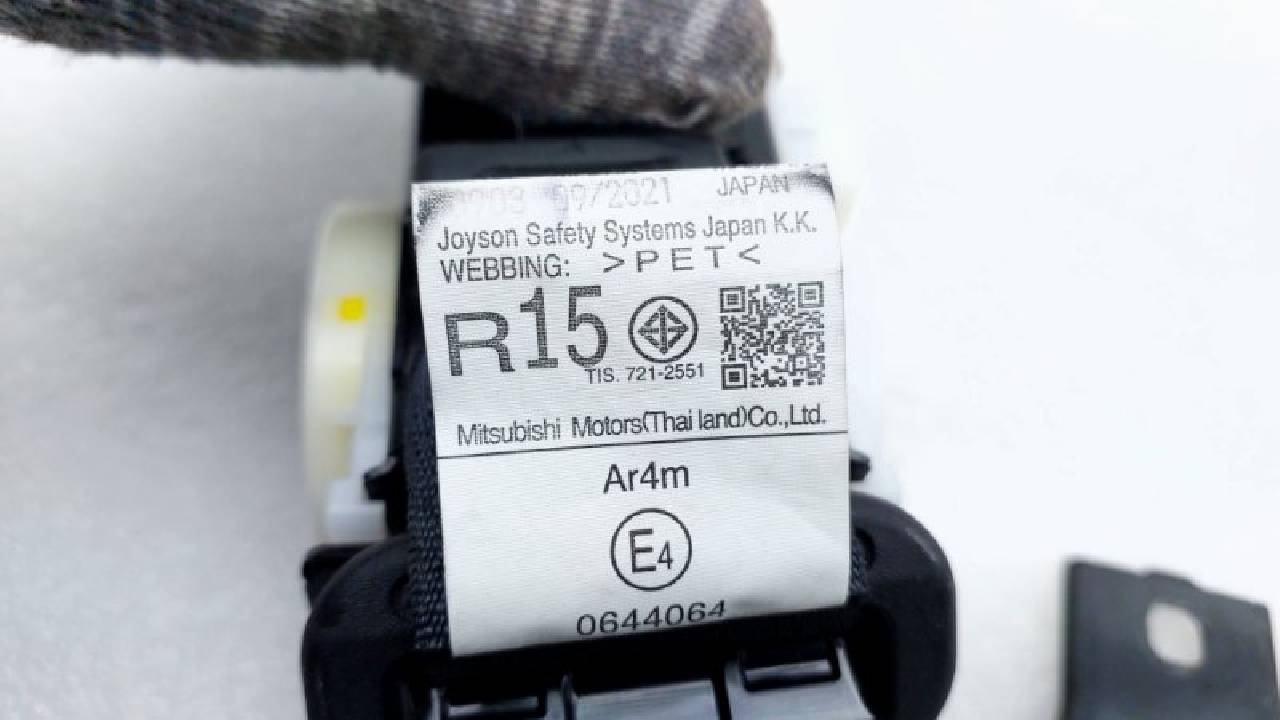 09/2021 JAPAN
Joyson Safety Systems Japan K.K.
WEBBING: >PET<
R15
TIS. 721-2551
Mitsubishi Motors(Thai land)Co.,Ltd.
Ar4m
E4
0644064